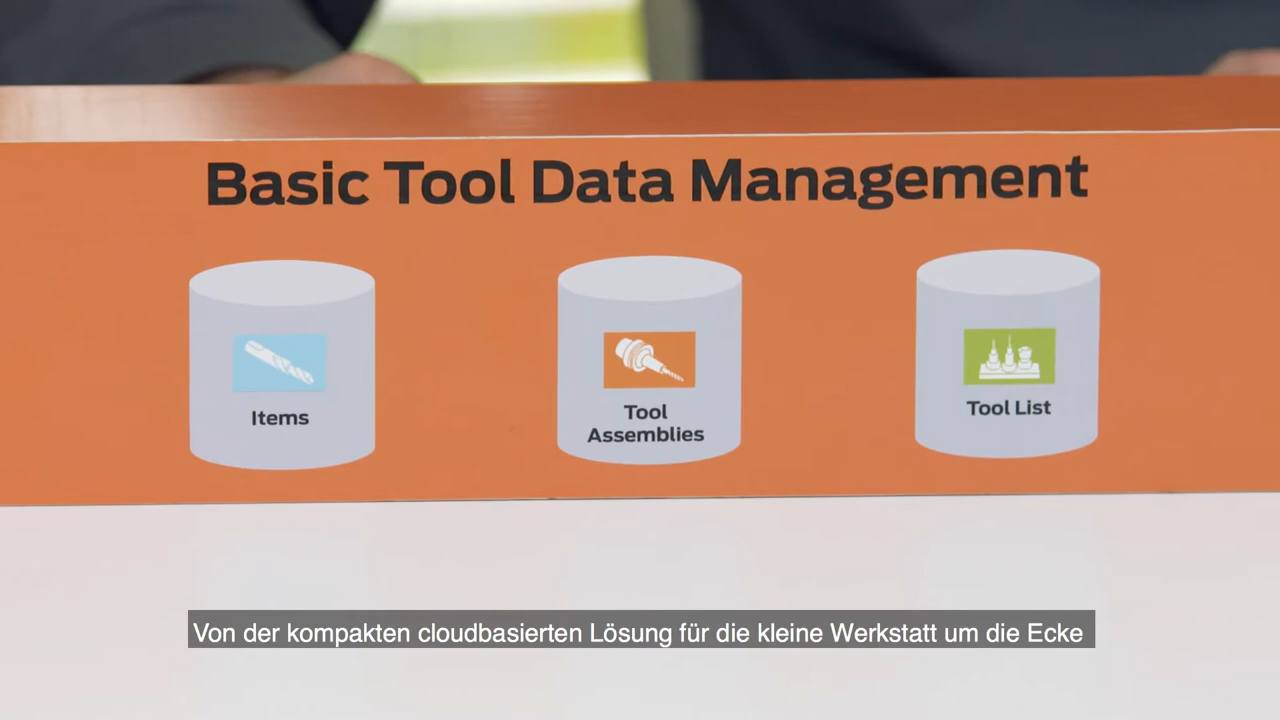 Basic Tool Data Management
Items
Tool
Assemblies
Tool List
Von der kompakten cloudbasierten Lösung für die kleine Werkstatt um die Ecke